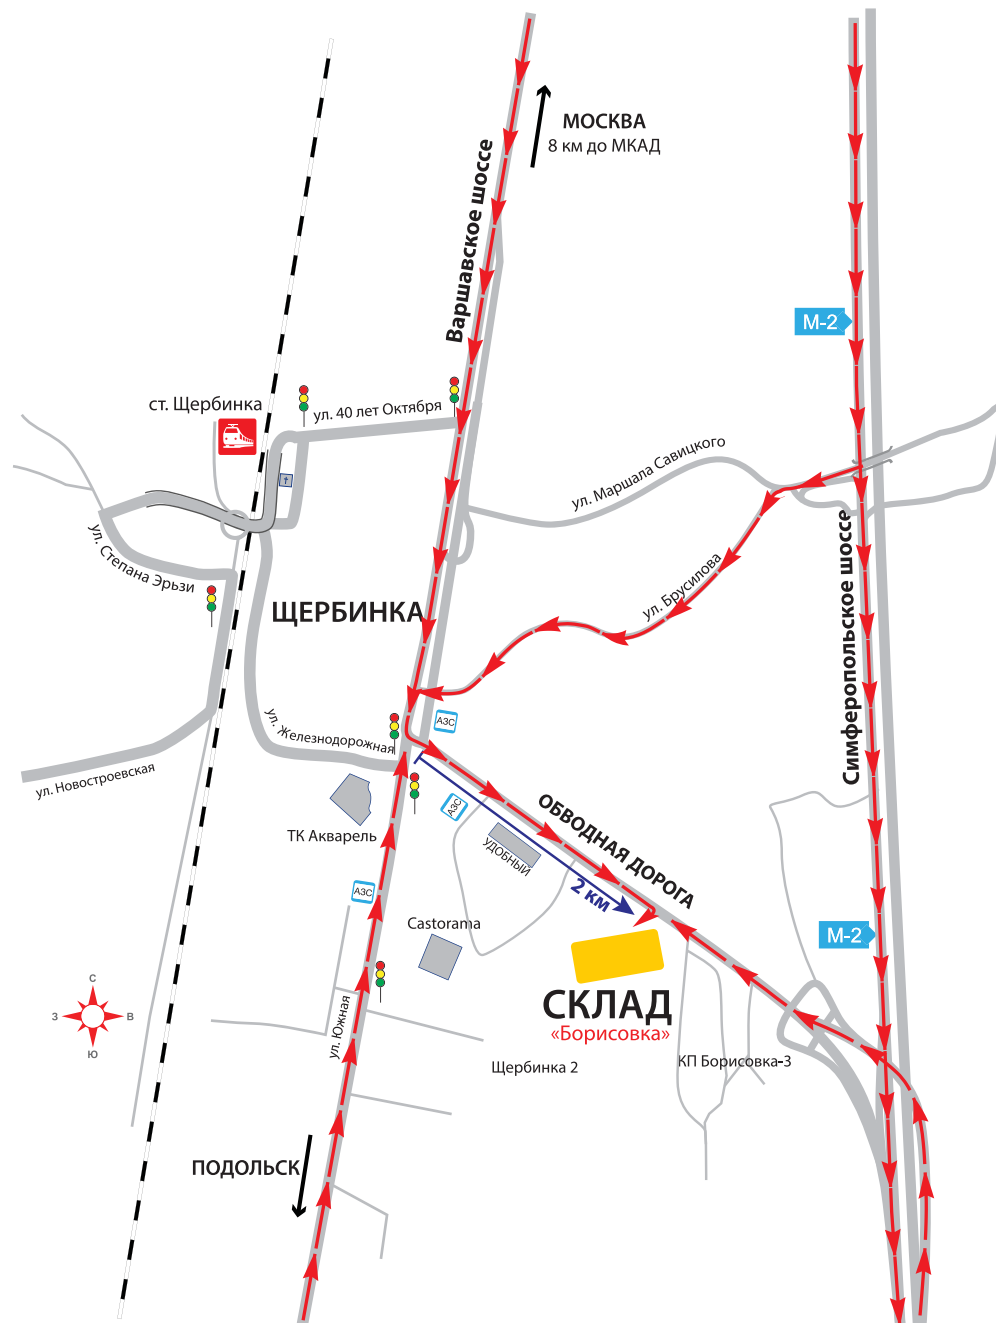 МОСКВА
8 км до МКАД
Варшавское шоссе
М-2
ст. Щербинка
ул. 40 лет Октября
ул. Маршала Савицкого
ул. Степана Эрьзи
ул. Брусилова
ЩЕРБИНКА
Симферопольское шоссе
ул. Железнодорожная
АЗС
ул. Новостроевская
АЗС
ОБВОДНАЯ ДОРОГА
ТК Акварель
УДОБНЫЙ
2 км
АЗС
Castorama
М-2
С
З
В
Ю
СКЛАД
«Борисовка»
ул. Южная
Щербинка 2
КП Борисовка-3
ПОДОЛЬСК